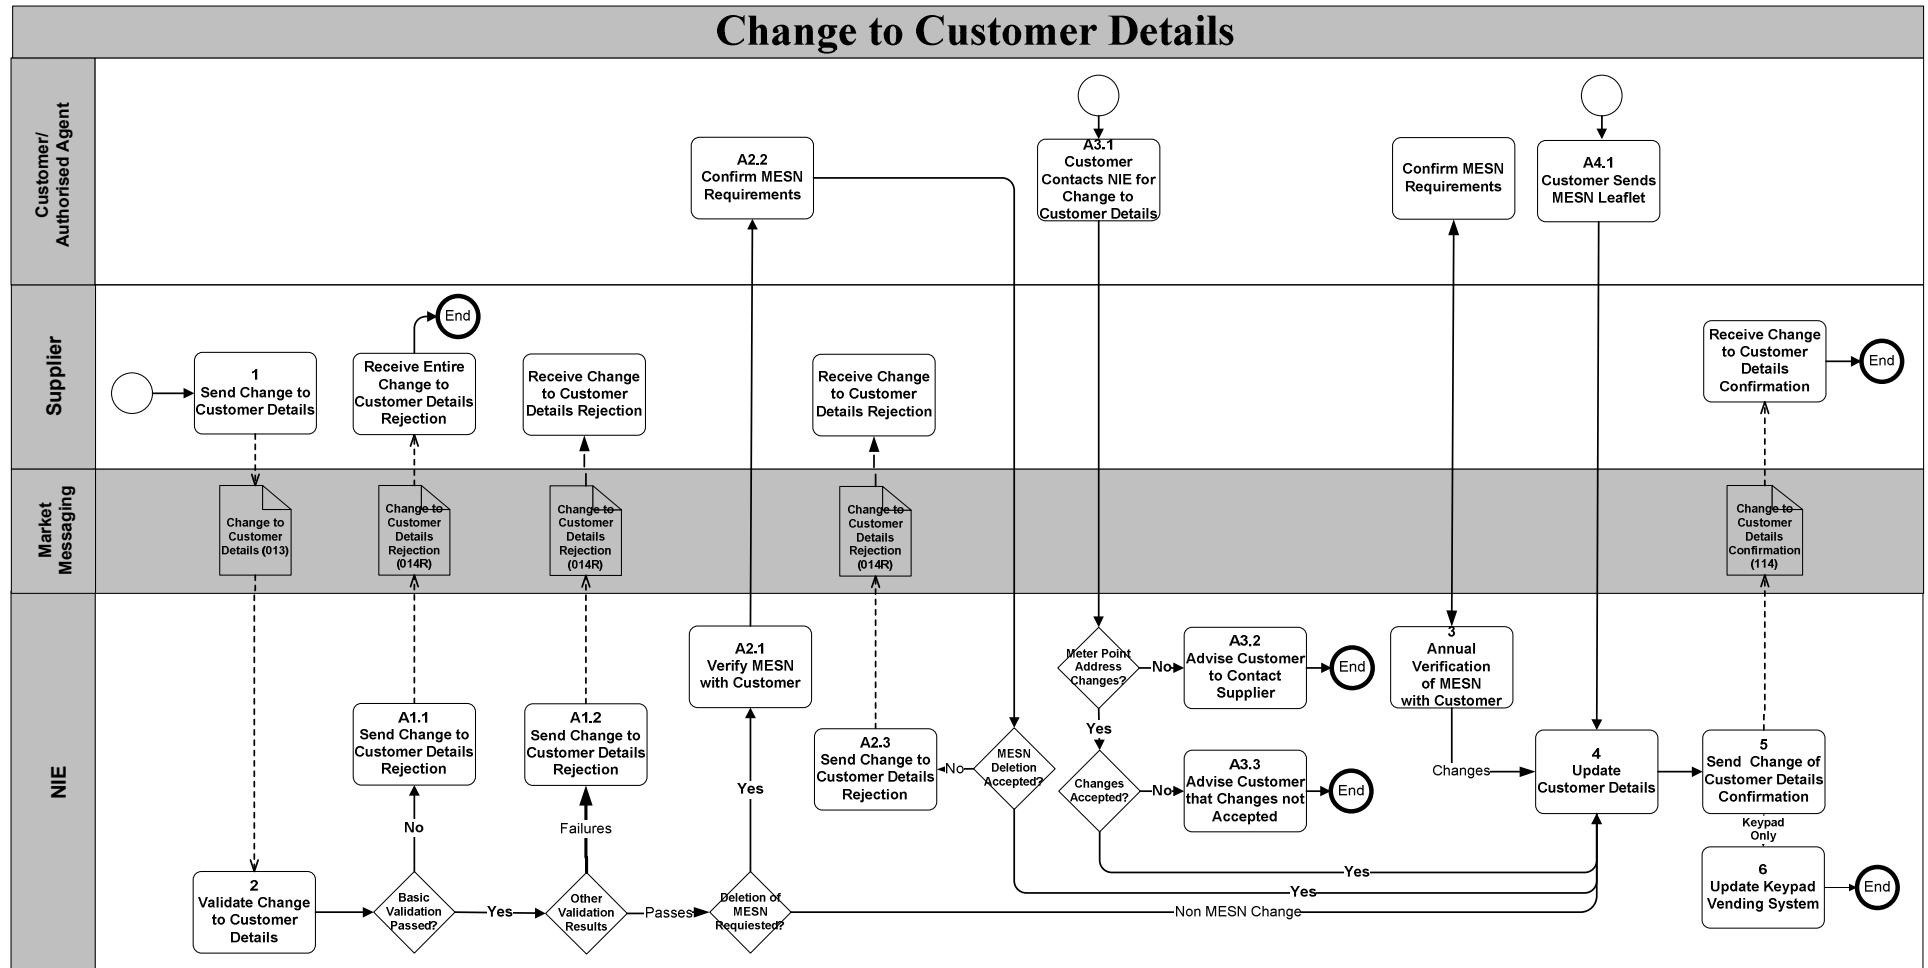 Change to Customer Details
Customer/
Authorised Agent
A2.2
Confirm MESN
Requirements
A3.1
Customer
Contacts NIE for
Change to
Customer Details
Confirm MESN
Requirements
A4.1
Customer Sends
MESN Leaflet
Supplier
1
Send Change to
Customer Details
Receive Entire
Change to
Customer Details
Rejection
End
Receive Change
to Customer
Details Rejection
Receive Change
to Customer
Details Rejection
Receive Change
to Customer
Details
Confirmation
End
Market
Messaging
Change to
Customer
Details (013)
Change to
Customer
Details
Rejection
(014R)
Change to
Customer
Details
Rejection
(014R)
Change to
Customer
Details
Rejection
(014R)
Change to
Customer
Details
Confirmation
(114)
NIE
2
Validate Change
to Customer
Details
Basic
Validation
Passed?
No
A1.1
Send Change to
Customer Details
Rejection
Yes
Other
Validation
Results
Failures
A1.2
Send Change to
Customer Details
Rejection
Passes
Deletion of
MESN
Requiested?
Yes
A2.1
Verify MESN
with Customer
Non MESN Change
A2.3
Send Change to
Customer Details
Rejection
No
MESN
Deletion
Accepted?
Yes
Meter Point
Address
Changes?
No
A3.2
Advise Customer
to Contact
Supplier
End
Yes
Changes
Accepted?
No
A3.3
Advise Customer
that Changes not
Accepted
End
Yes
3
Annual
Verification
of MESN
with Customer
Changes
4
Update
Customer Details
5
Send Change of
Customer Details
Confirmation
Keypad
Only
6
Update Keypad
Vending System
End